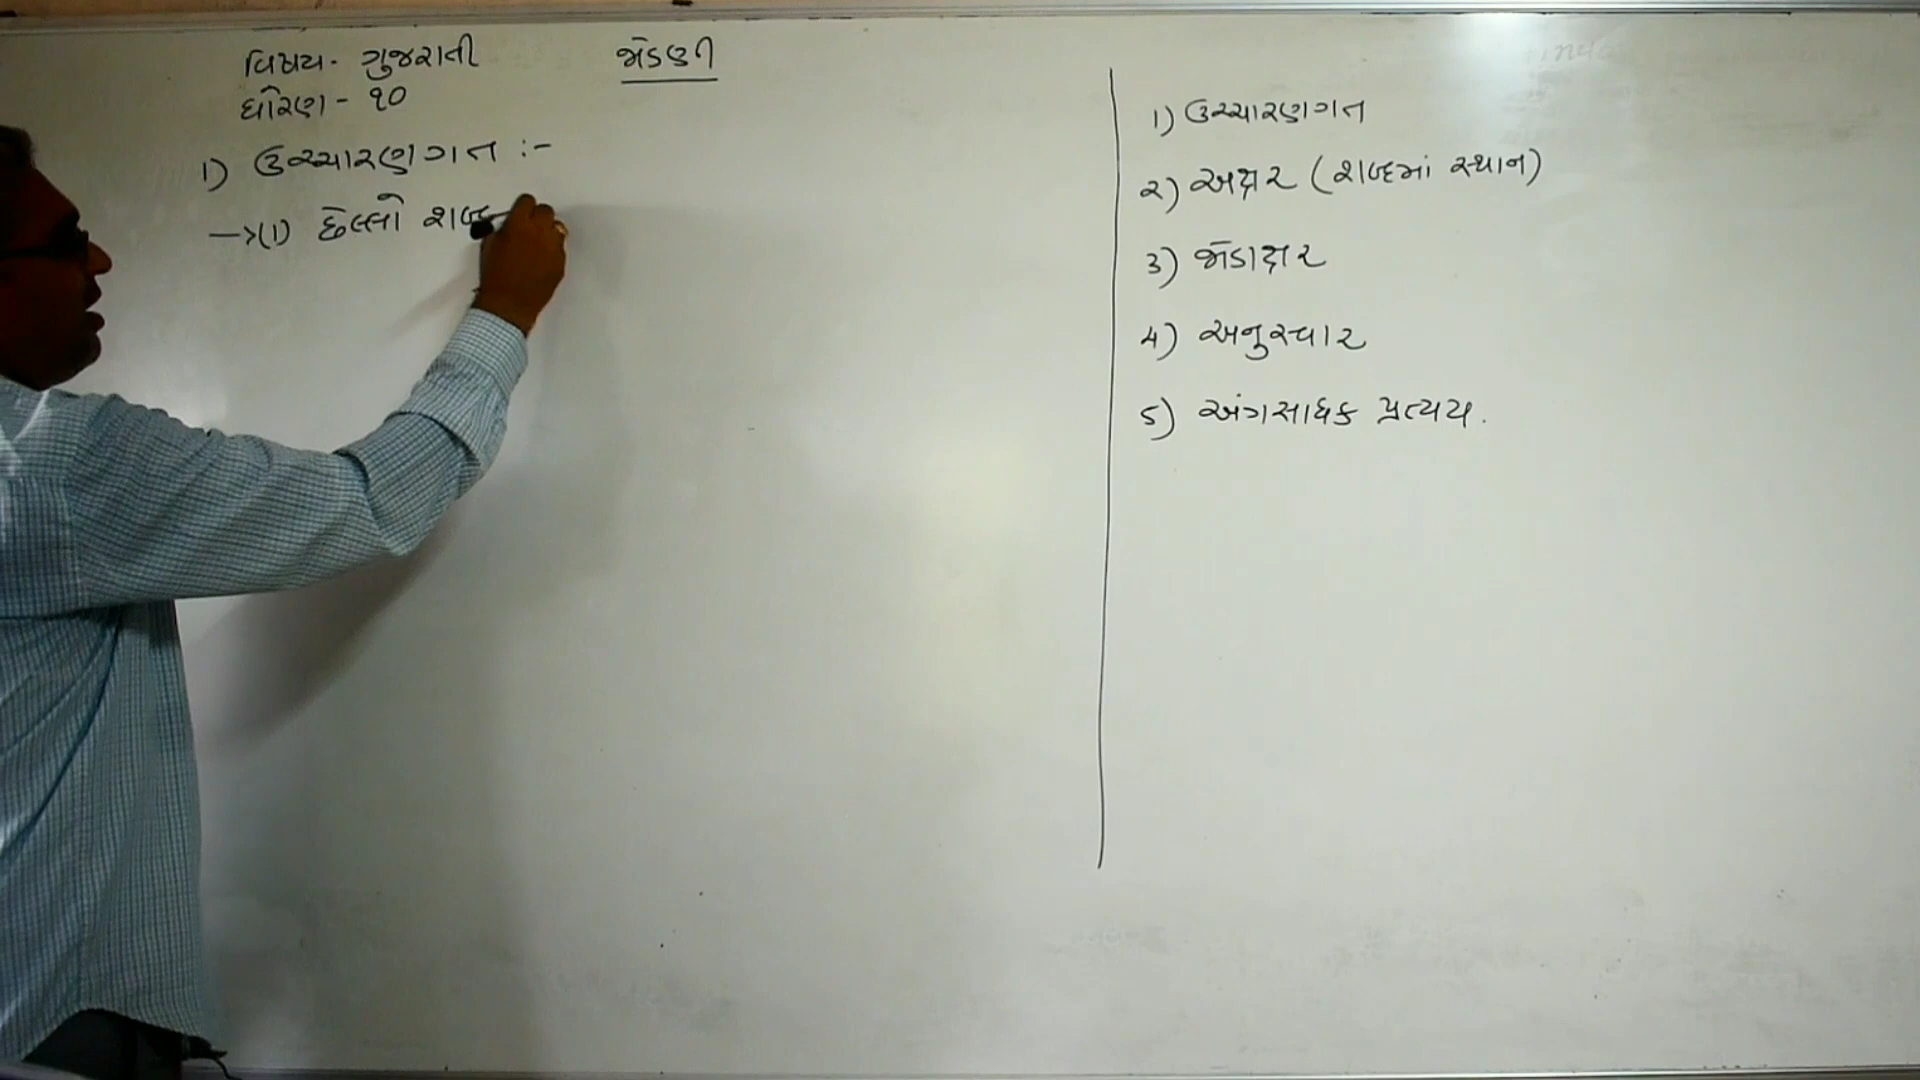 વિષય - ગુજરાતી
જોડણી
ધોરણ - ૧૦
1) ઉચ્ચારણગત :-
→(1) છેલ્લો શબ્દ
1) ઉચ્ચારણગત
૨) અક્ષર (શબ્દમાં સ્થાન)
3) જોડાક્ષર
4) અનુસ્વાર
5) અંગસાધક પ્રત્યય.